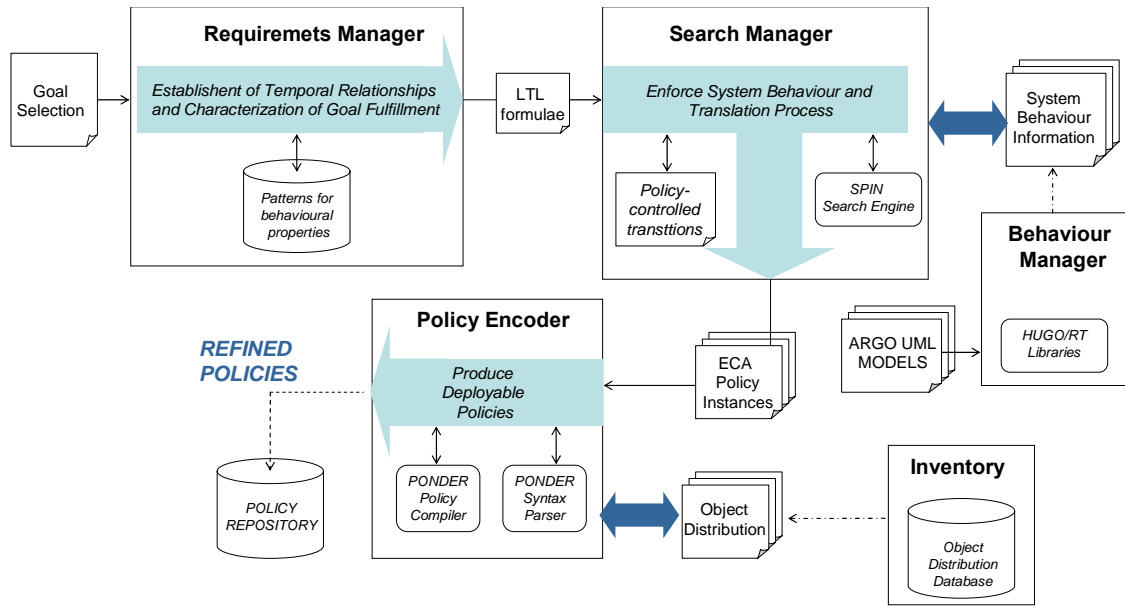 Requiremets Manager
Goal
Selection
Establishent of Temporal Relationships
and Characterization of Goal Fulfillment
Patterns for
behavioural
properties
LTL
formulae
Search Manager
Enforce System Behaviour and
Translation Process
Policy-
controlled
transttions
SPIN
Search Engine
System
Behaviour
Information
Behaviour
Manager
HUGO/RT
Libraries
ARGO UML
MODELS
ECA
Policy
Instances
Policy Encoder
Produce
Deployable
Policies
PONDER
Policy
Compiler
PONDER
Syntax
Parser
REFINED
POLICIES
POLICY
REPOSITORY
Object
Distribution
Inventory
Object
Distribution
Database